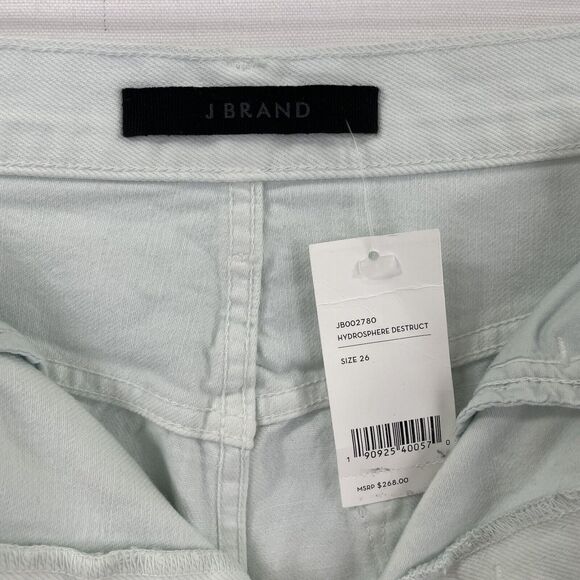 J BRAND
JB002780
HYDROSPHERE DESTRUCT
SIZE 26
1 90925 40057 0
MSRP $268.00